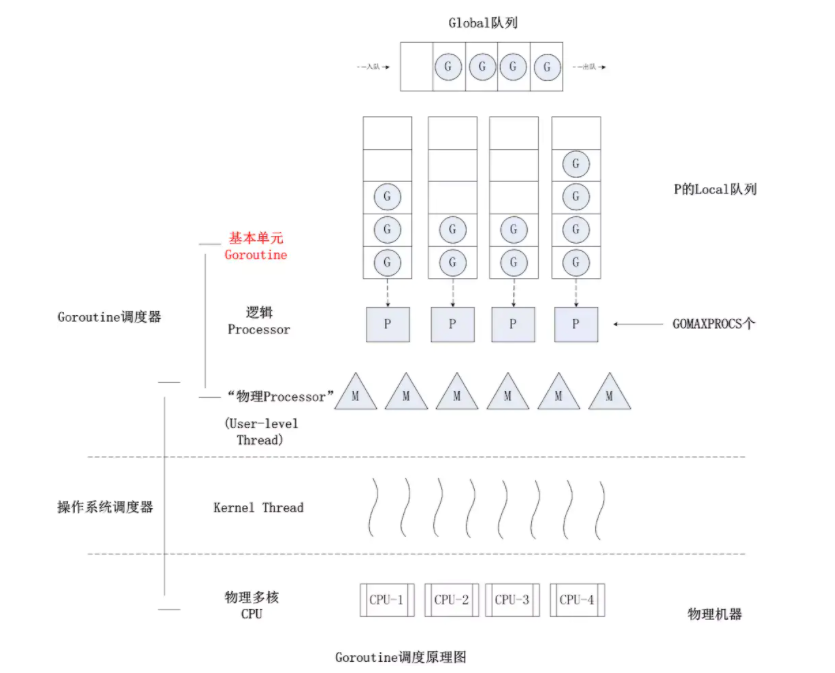 Global队列
入队
G G G G
出队
G
P的Local队列
G G
基本单元
G G G G
Goroutine
G G G G
逻辑
Goroutine调度器
Processor
P P P P
GOMAXPROCS个
“物理Processor”
M M M M M M
(User-level
Thread)
操作系统调度器
Kernel Thread
物理多核
CPU
CPU-1 CPU-2 CPU-3 CPU-4
物理机器
Goroutine调度原理图